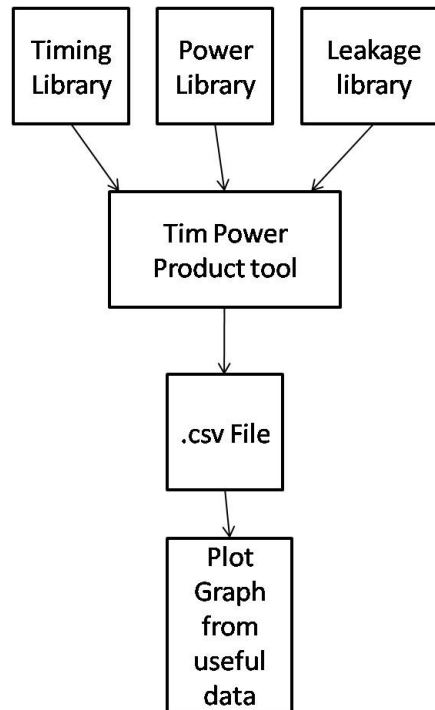 Timing
Library
Power
Library
Leakage
library
Tim Power
Product tool
.csv File
Plot
Graph
from
useful
data